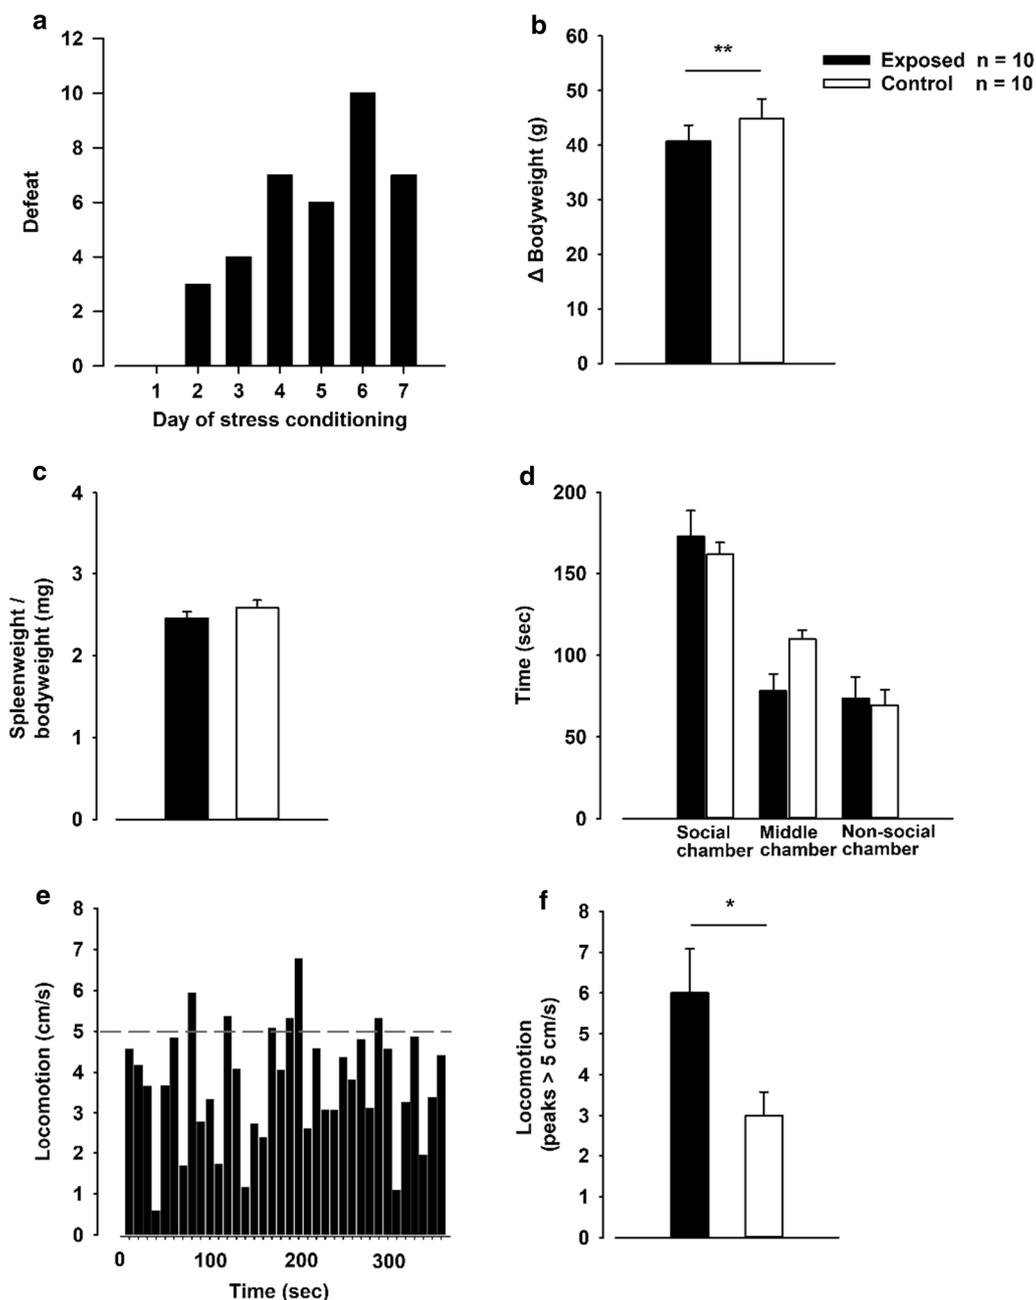 a
12
10
8
6
4
2
0
Defeat
1 2 3 4 5 6 7
Day of stress conditioning
b
60
50
40
30
20
10
0
Δ Bodyweight (g)
**
Exposed n = 10
Control n = 10
c
4
3
2
1
0
Spleenweight /
bodyweight (mg)
d
200
150
100
50
0
Time (sec)
Social
chamber
Middle
chamber
Non-social
chamber
e
8
7
6
5
4
3
2
1
0
Locomotion (cm/s)
0 100 200 300
Time (sec)
f
8
7
6
5
4
3
2
1
0
Locomotion
(peaks > 5 cm/s)
*